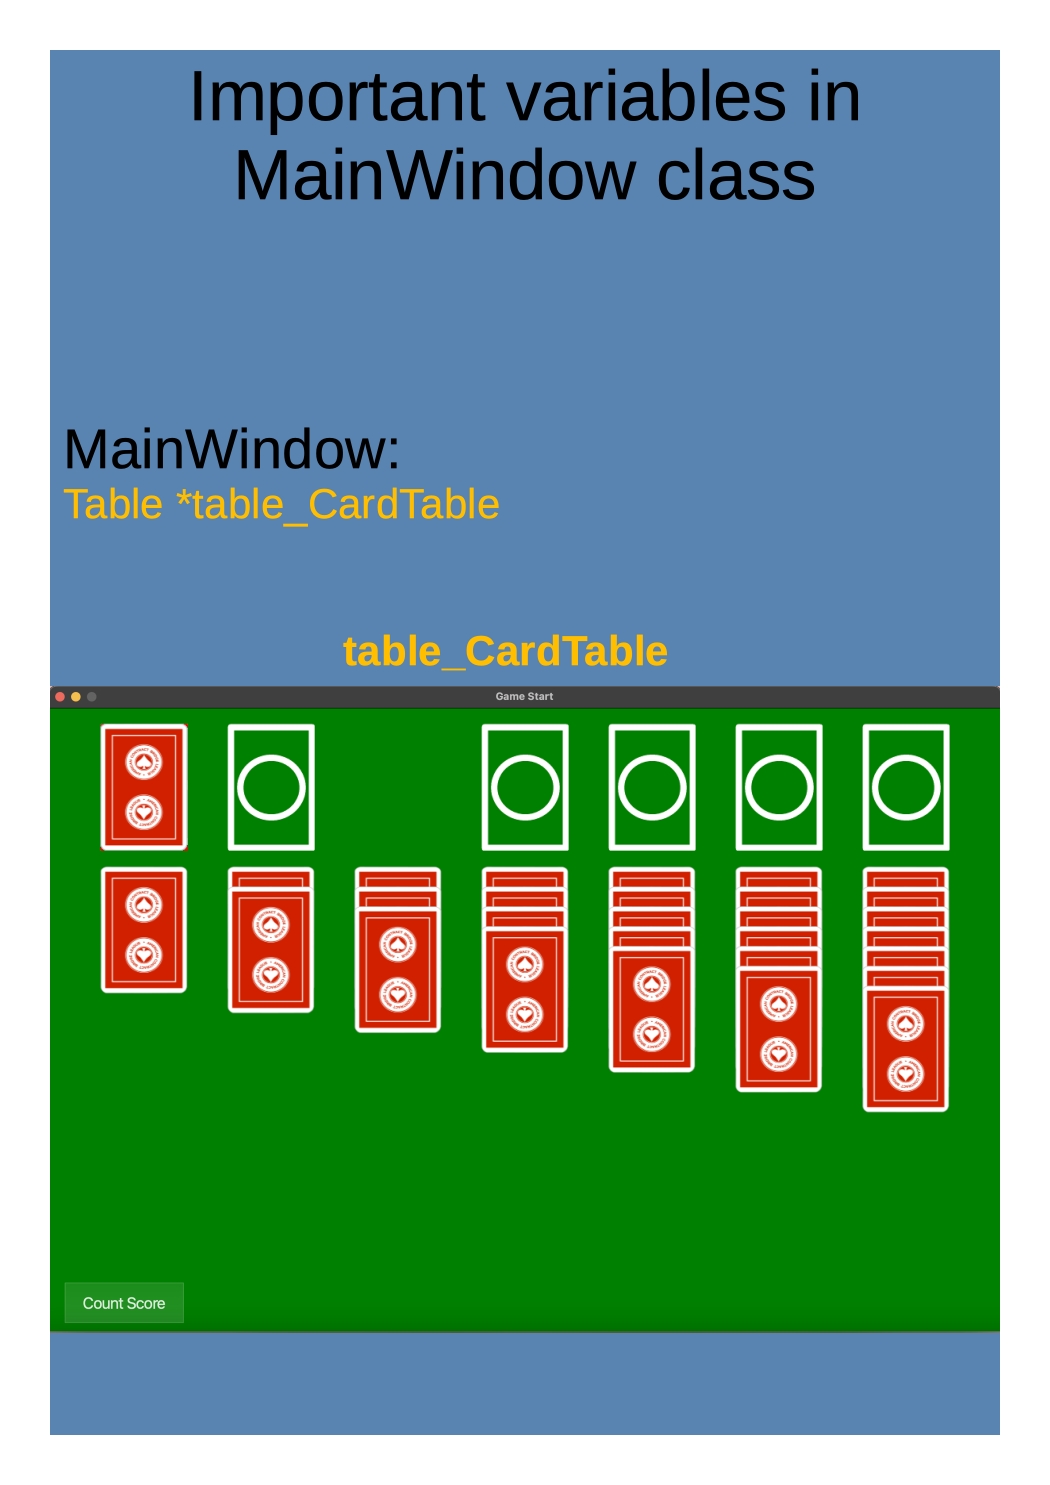 Important variables in
MainWindow class
MainWindow:
Table *table_CardTable
table_CardTable
Game Start
Count Score